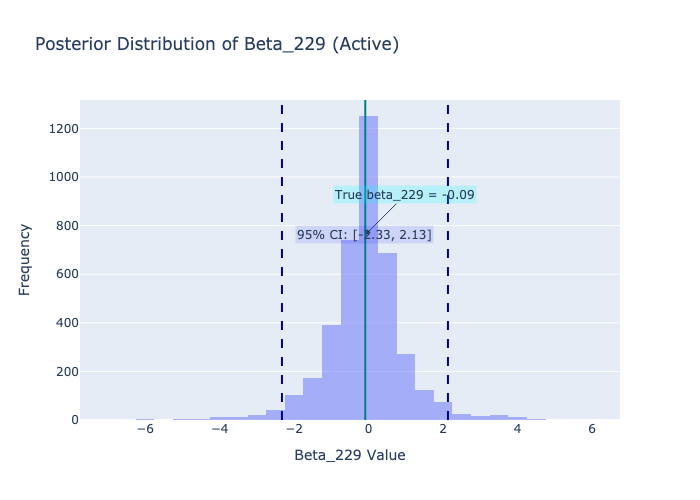 Posterior Distribution of Beta_229 (Active)
1200
1000
800
600
400
200
0
Frequency
True beta_229 = -0.09
95% CI: [-2.33, 2.13]
−6
−4
−2
0
2
4
6
Beta_229 Value